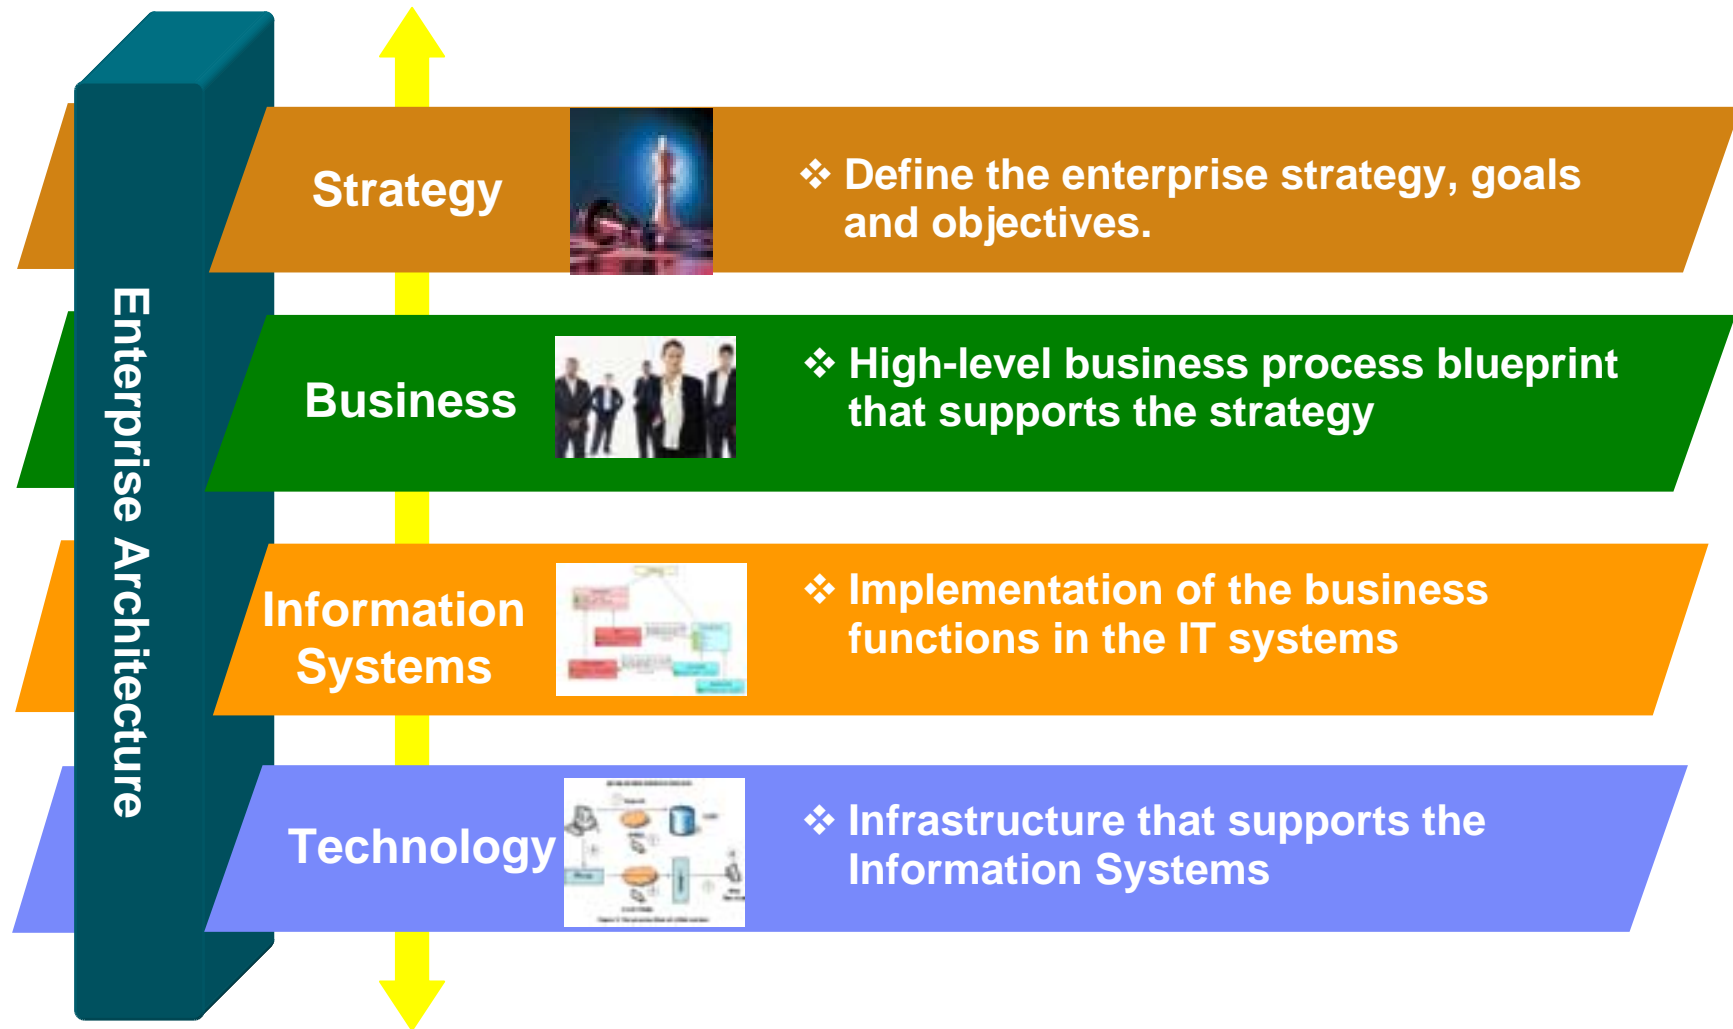 Enterprise Architecture
Strategy
❖ Define the enterprise strategy, goals
and objectives.
Business
❖ High-level business process blueprint
that supports the strategy
Information
Systems
❖ Implementation of the business
functions in the IT systems
Technology
❖ Infrastructure that supports the
Information Systems